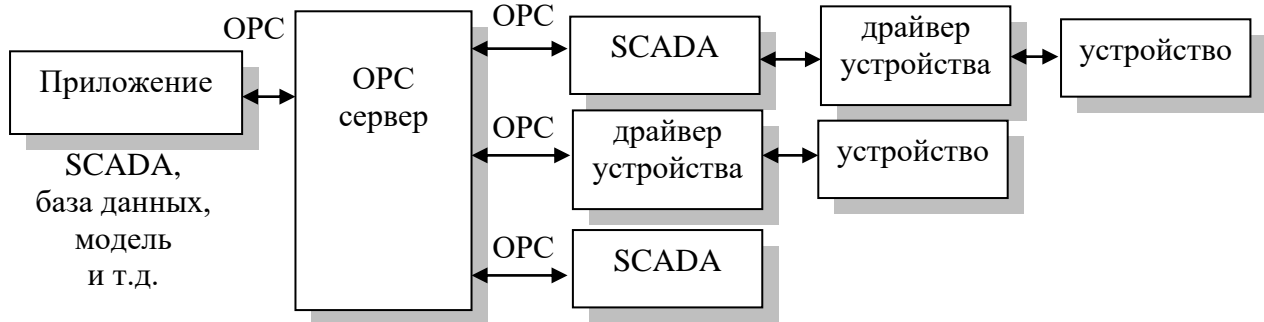 OPC
Приложение
SCADA,
база данных,
модель
и т.д.
OPC
сервер
OPC
SCADA
драйвер
устройства
устройство
OPC
драйвер
устройства
устройство
OPC
SCADA